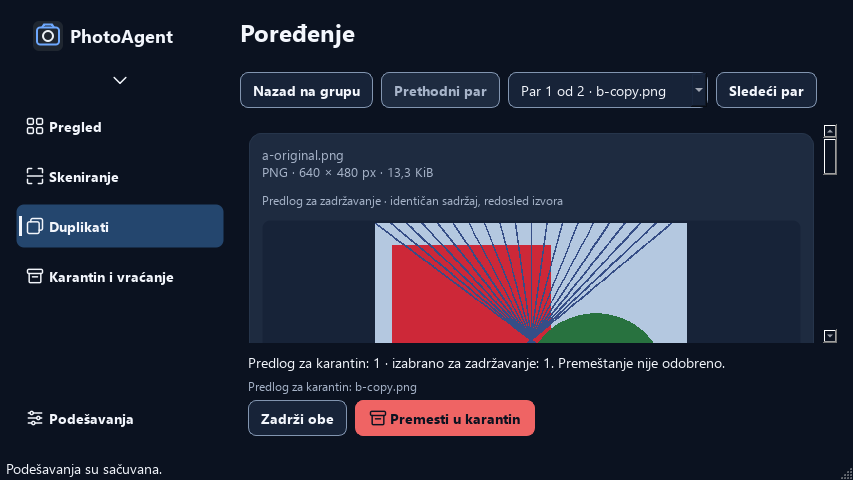 PhotoAgent
Pregled
Skeniranje
Duplikati
Karantin i vraćanje
Podešavanja
Poređenje
Nazad na grupu
Prethodni par
Par 1 od 2 · b-copy.png
Sledeći par
a-original.png
PNG · 640 × 480 px · 13,3 KiB
Predlog za zadržavanje · identičan sadržaj, redosled izvora
Predlog za karantin: 1 · izabrano za zadržavanje: 1. Premeštanje nije odobreno.
Predlog za karantin: b-copy.png
Zadrži obe
Premesti u karantin
Podešavanja su sačuvana.